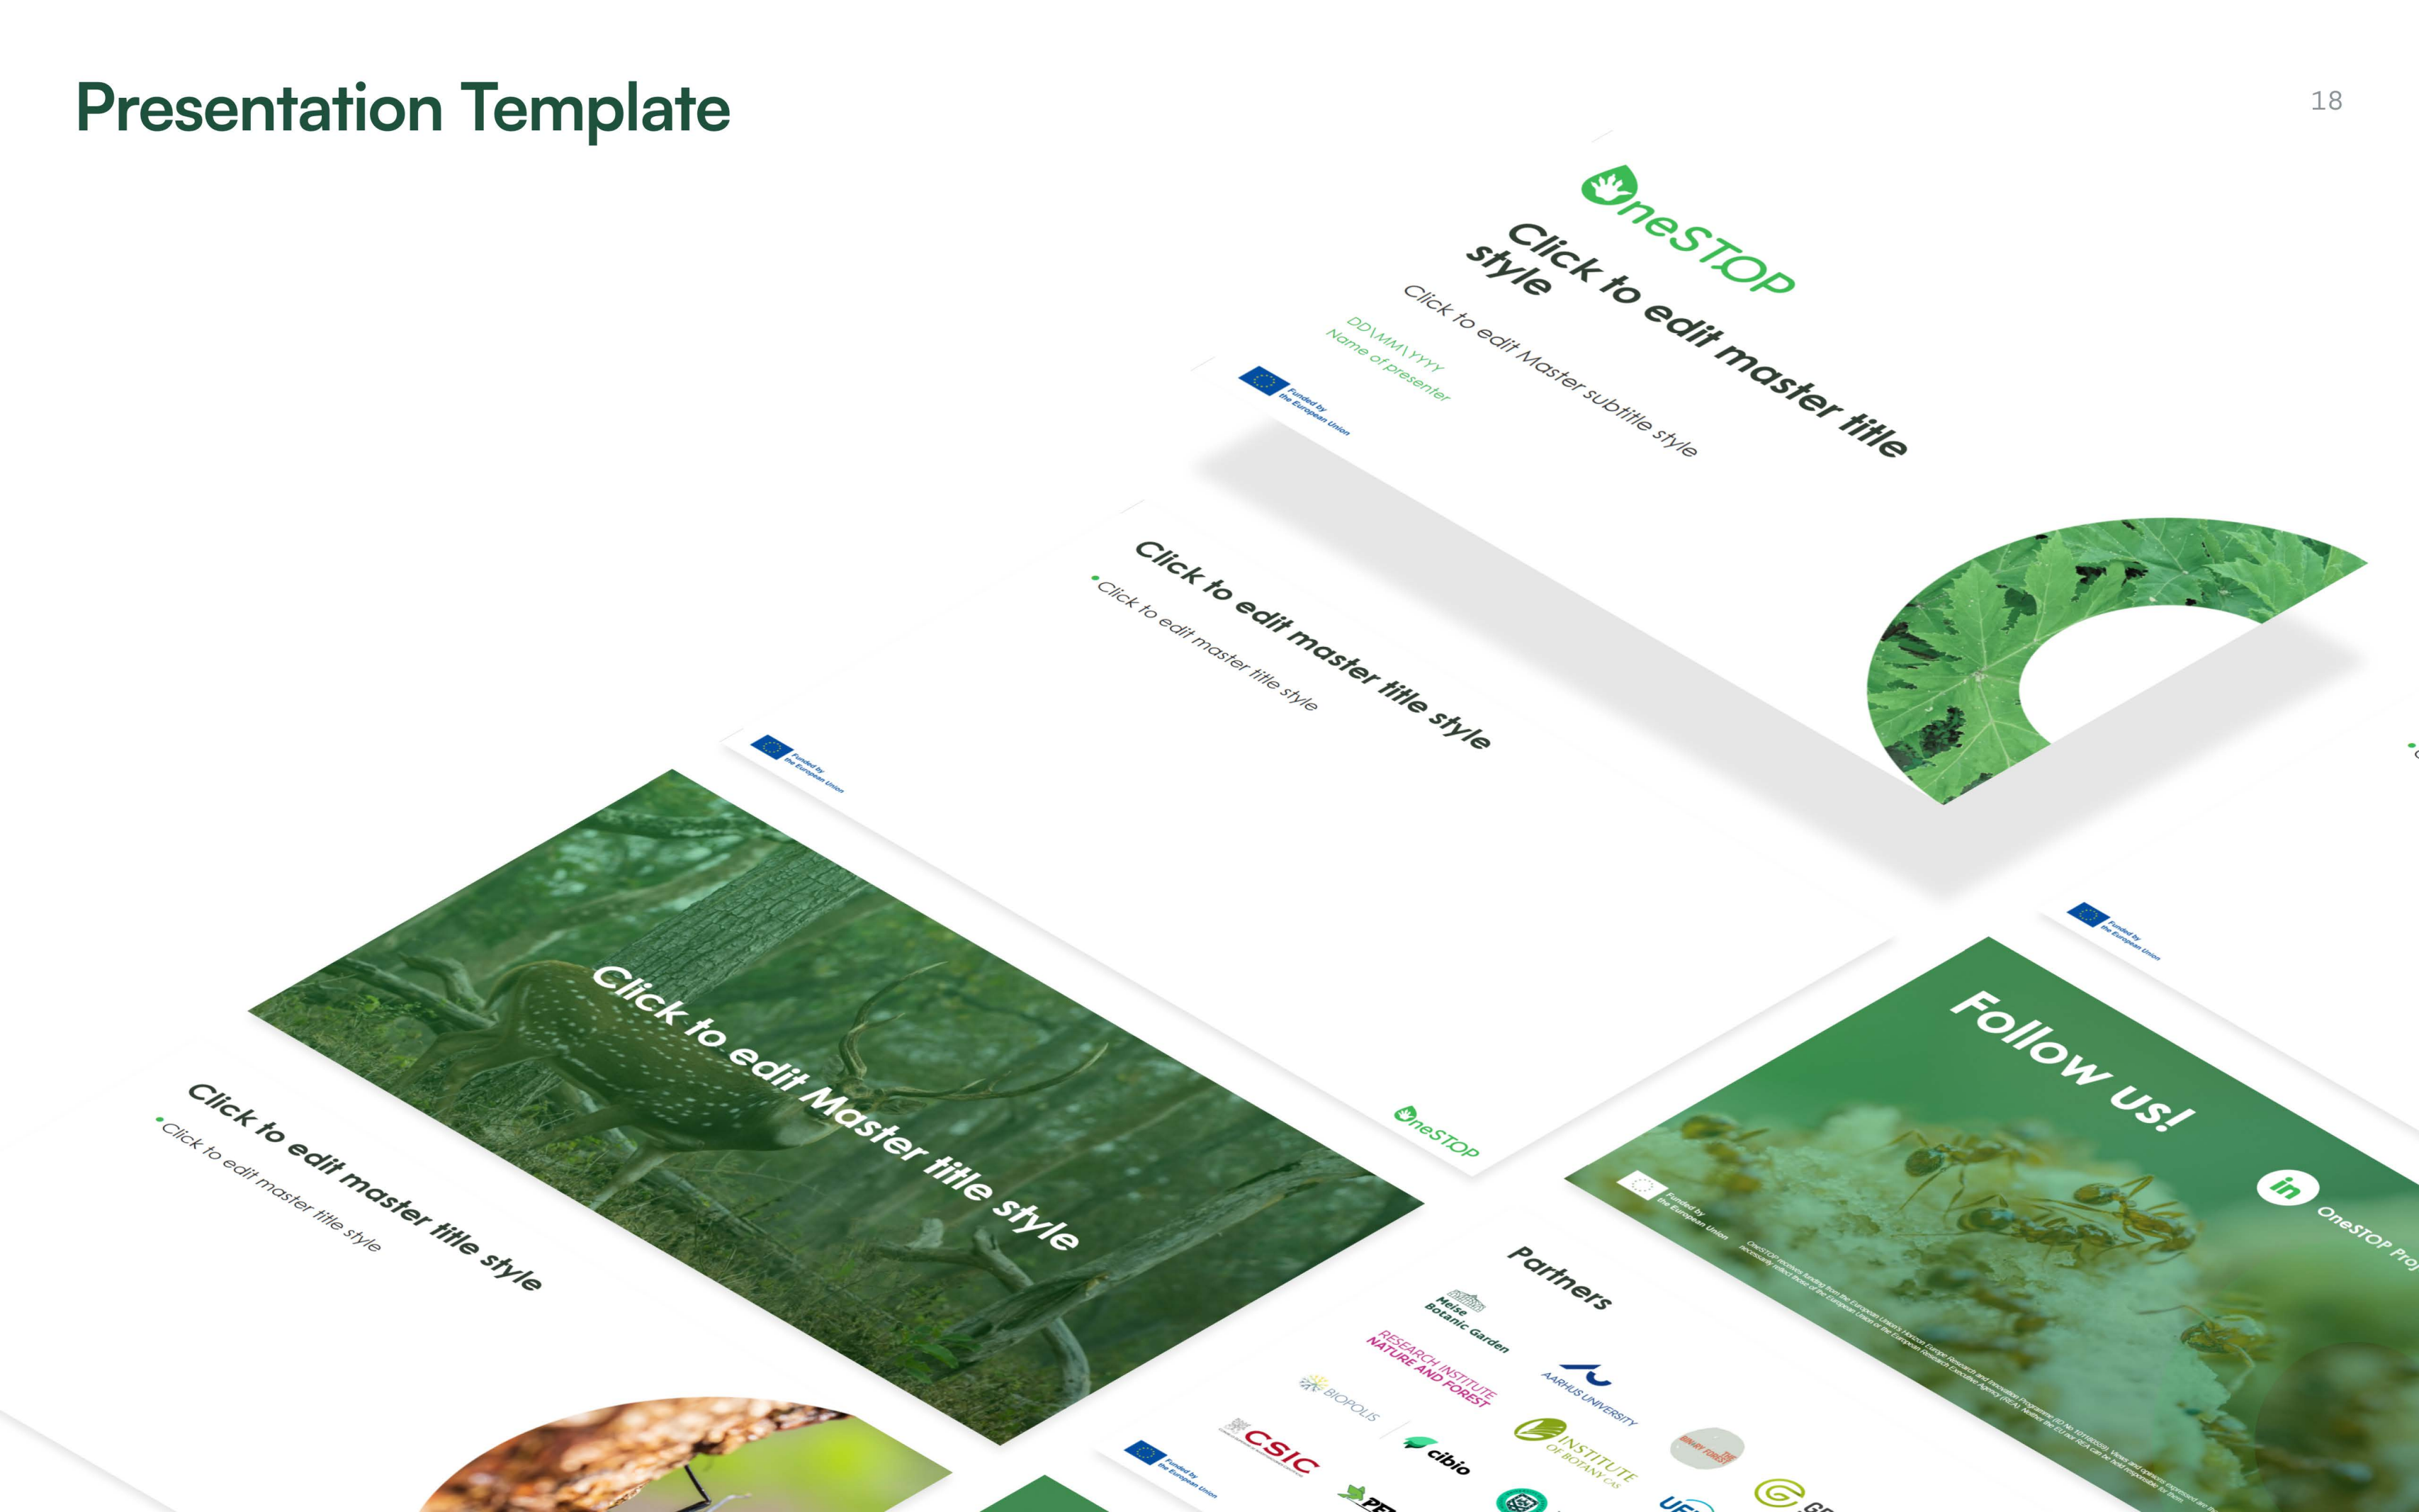 Presentation Template
18
OneSTOP
Click to edit master title
style
Click to edit Master subtitle style
DD\MM\YYYY
Name of presenter
Funded by
the European Union
Click to edit master title style
Click to edit master title style
Funded by
the European Union
OneSTOP
Funded by
the European Union
Click to edit Master title style
Follow us!
in
OneSTOP
Funded by
the European Union
Click to edit master title style
Click to edit master title style
Partners
Meise
Botanic Garden
RESEARCH INSTITUTE
NATURE AND FOREST
AARHUS UNIVERSITY
BIOPOLIS
cibio
INSTITUTE
OF BOTANY CAS
THE
BINARY FOREST
CSIC
Funded by
the European Union